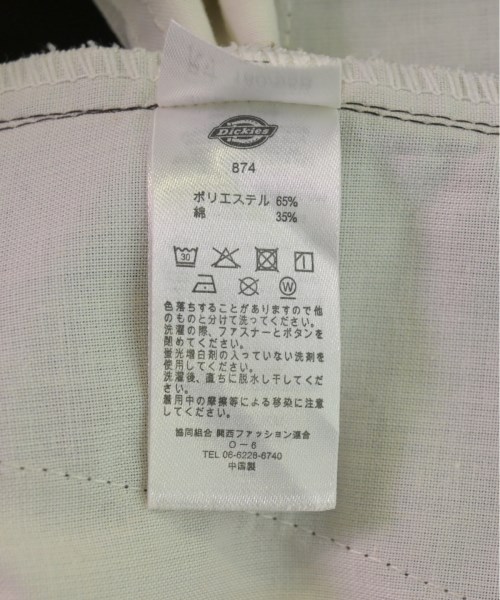 Dickies
874
ポリエステル 65%
綿 35%
30
W
色落ちすることがありますので他
のものと分けて洗ってください。
洗濯の際、ファスナーとボタンを
閉めてください。
蛍光増白剤の入っていない洗剤を
使用してください。
洗濯後、直ちに脱水し干してくだ
さい。
着用中の摩擦等による移染に注意
してください。
協同組合 関西ファッション連合
O-6
TEL 06-6228-6740
中国製